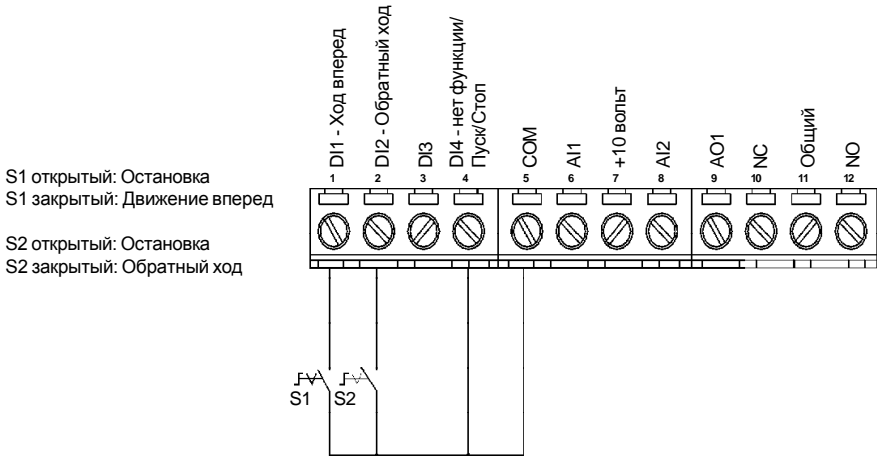 DI1 - Ход вперед
DI2 - Обратный ход
DI3
DI4 - нет функции/
Пуск/Стоп
COM
AI1
+10 вольт
AI2
AO1
NC
Общий
NO
1 2 3 4 5 6 7 8 9 10 11 12
S1 открытый: Остановка
S1 закрытый: Движение вперед
S2 открытый: Остановка
S2 закрытый: Обратный ход
S1 S2